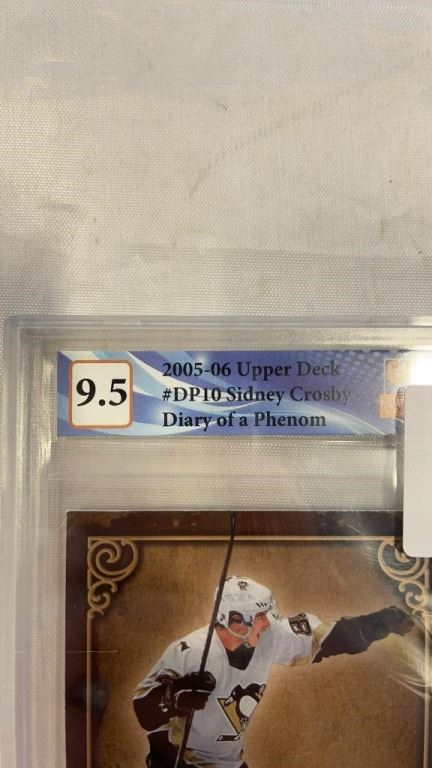 9.5
2005-06 Upper Deck
#DP10 Sidney Crosby
Diary of a Phenom